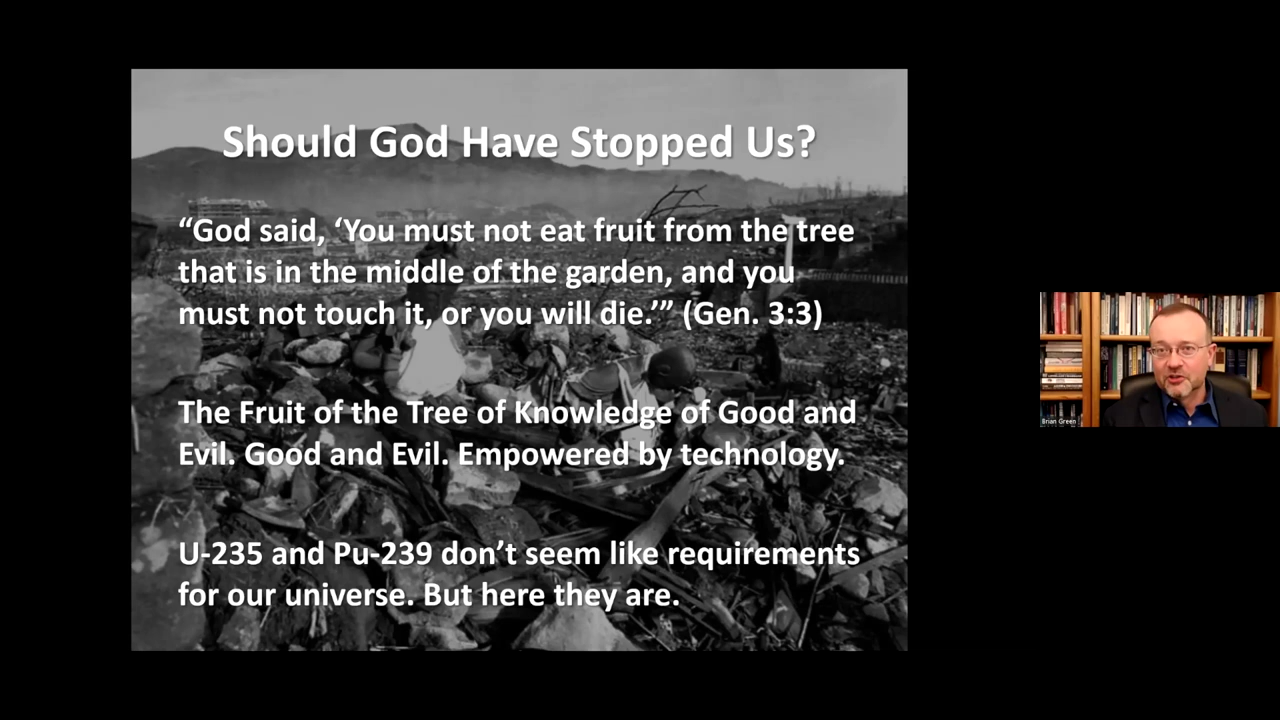 Should God Have Stopped Us?
“God said, ‘You must not eat fruit from the tree
that is in the middle of the garden, and you
must not touch it, or you will die.’” (Gen. 3:3)
The Fruit of the Tree of Knowledge of Good and
Evil. Good and Evil. Empowered by technology.
U-235 and Pu-239 don’t seem like requirements
for our universe. But here they are.
Brian Green